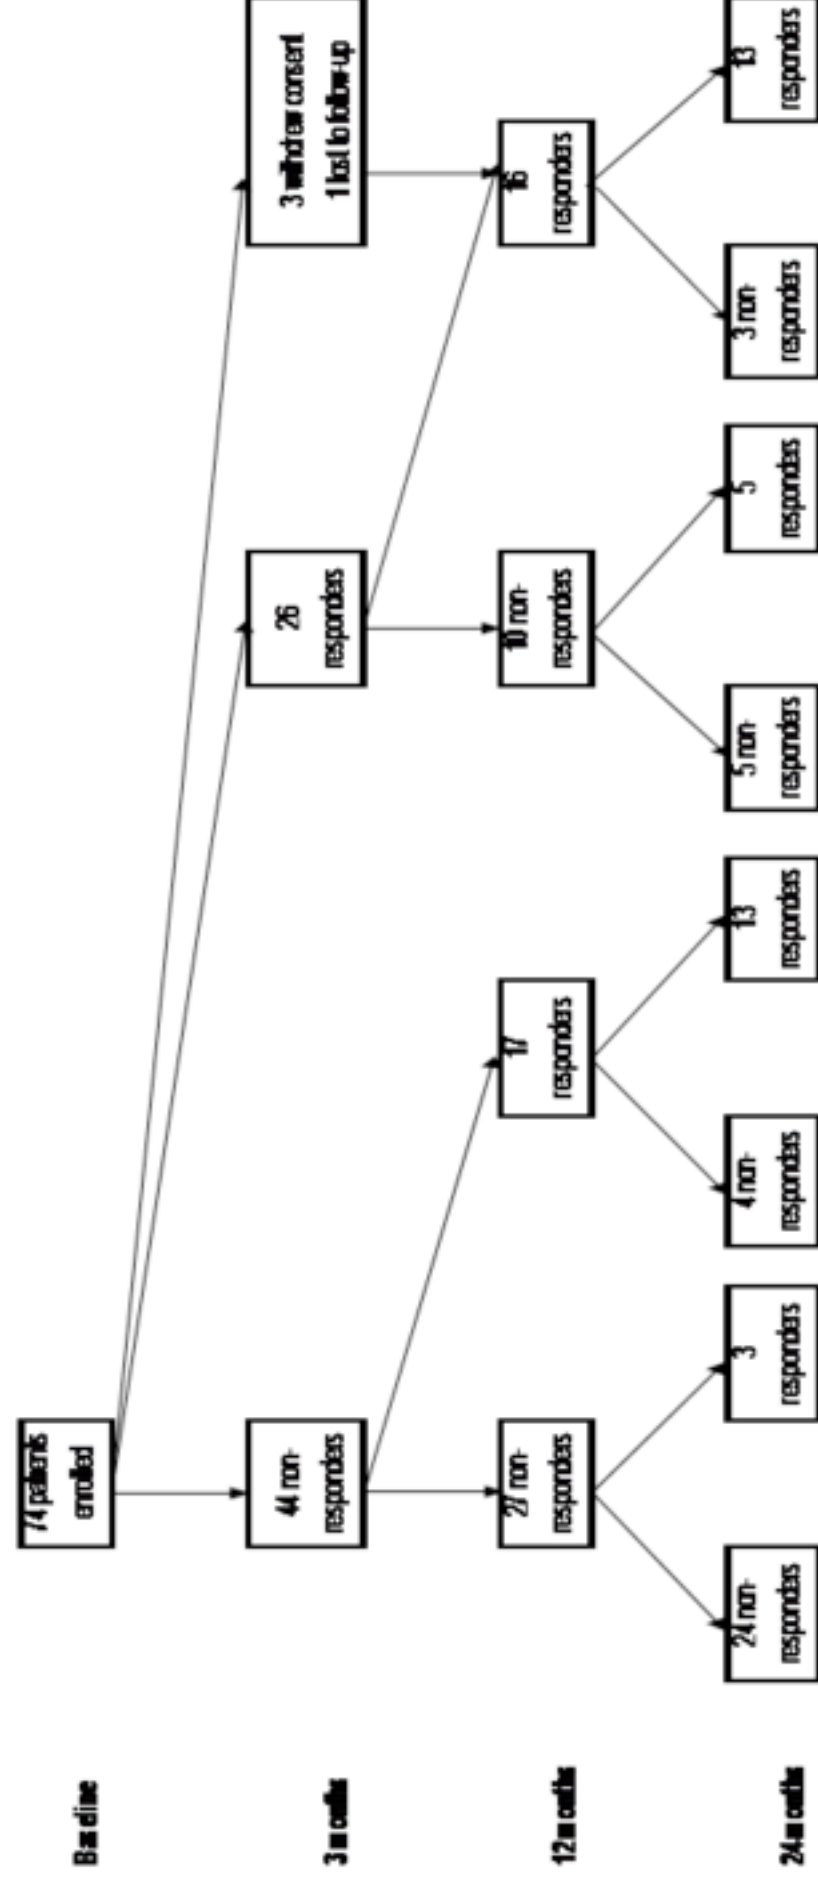 Baseline
74 patients
enrolled
3 months
44 non-
responders
26
responders
3 withdrew consent
1 lost to follow-up
12 months
27 non-
responders
17
responders
10 non-
responders
16
responders
24 months
24 non-
responders
3
responders
4 non-
responders
13
responders
5 non-
responders
5
responders
3 non-
responders
13
responders